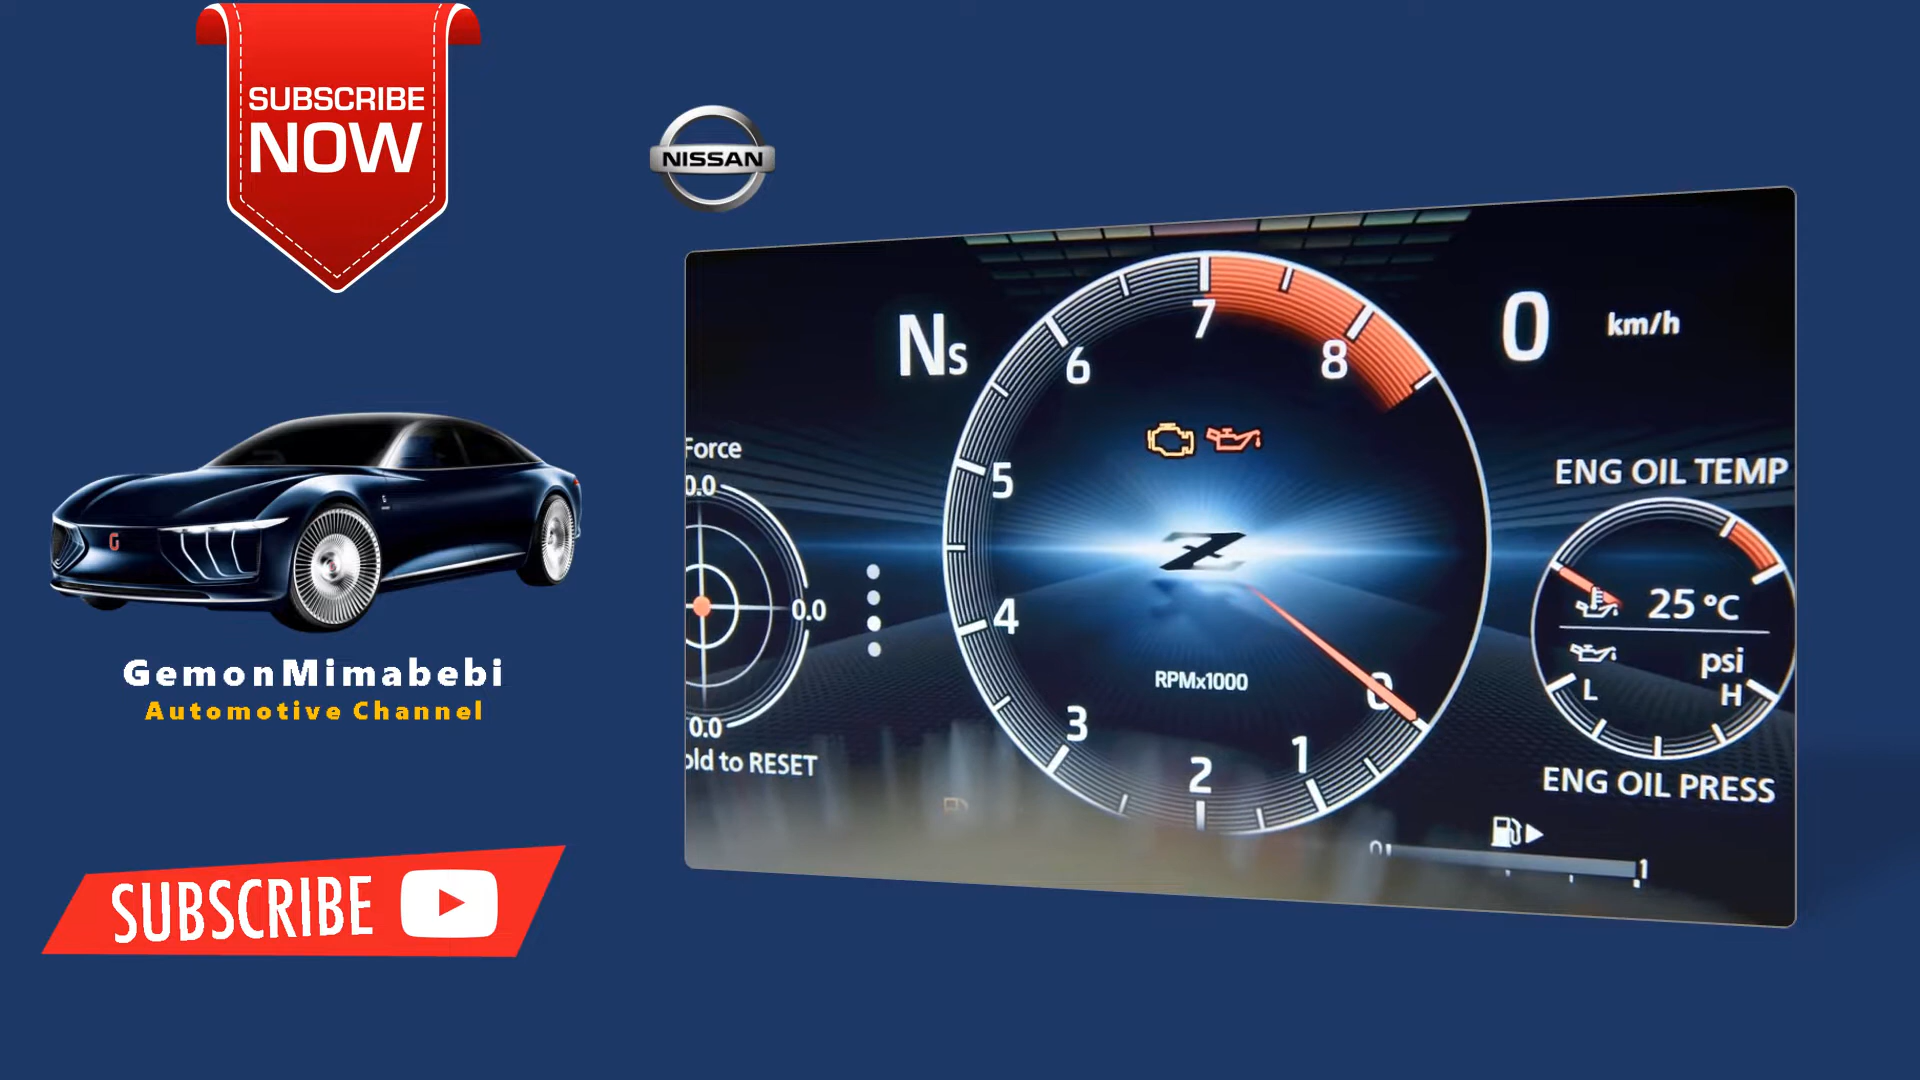 SUBSCRIBE
NOW
NISSAN
G
GemonMimabebi
Automotive Channel
SUBSCRIBE
Ns
0 km/h
7
6
8
5
4
3
2
1
0
RPMx1000
Z
Force
0.0
0.0
0.0
old to RESET
ENG OIL TEMP
25 °C
psi
L H
ENG OIL PRESS
0 1